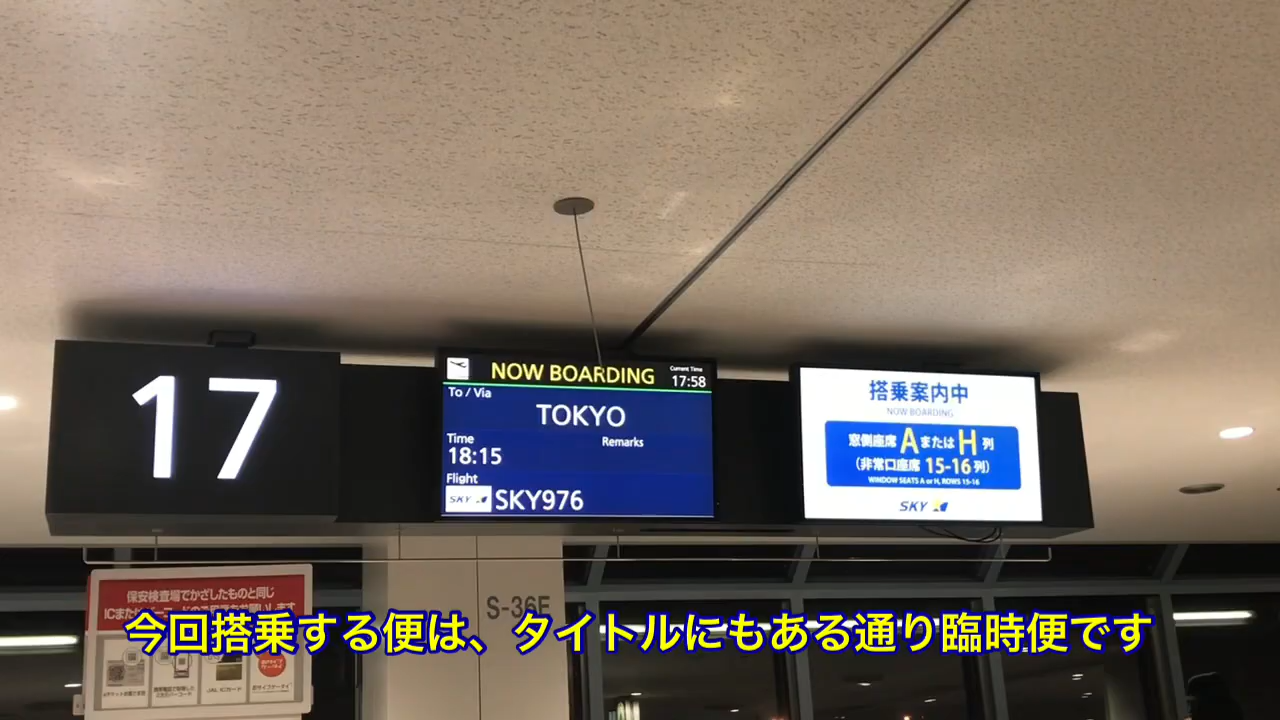 17
NOW BOARDING
Current Time
17:58
To / Via
TOKYO
Time
Remarks
18:15
Flight
SKY
SKY976
搭乗案内中
NOW BOARDING
窓側座席 A または H 列
(非常口座席 15-16 列)
WINDOW SEATS A or H, ROWS 15-16
SKY
S-36E
保安検査場でかざしたものと同じ
JAL ICカード
今回搭乗する便は、タイトルにもある通り臨時便です